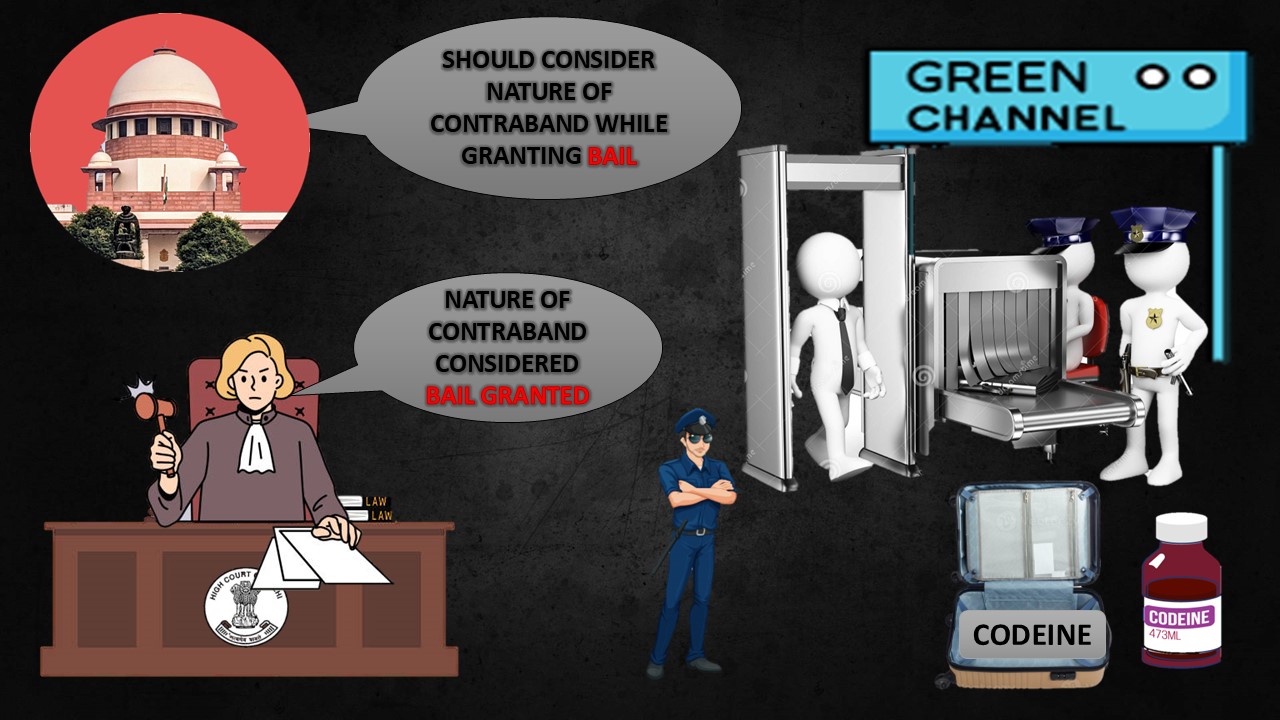 SHOULD CONSIDER
NATURE OF
CONTRABAND WHILE
GRANTING BAIL
GREEN
CHANNEL
NATURE OF
CONTRABAND
CONSIDERED
BAIL GRANTED
LAW
LAW
HIGH COURT
CODEINE
CODEINE
473ML